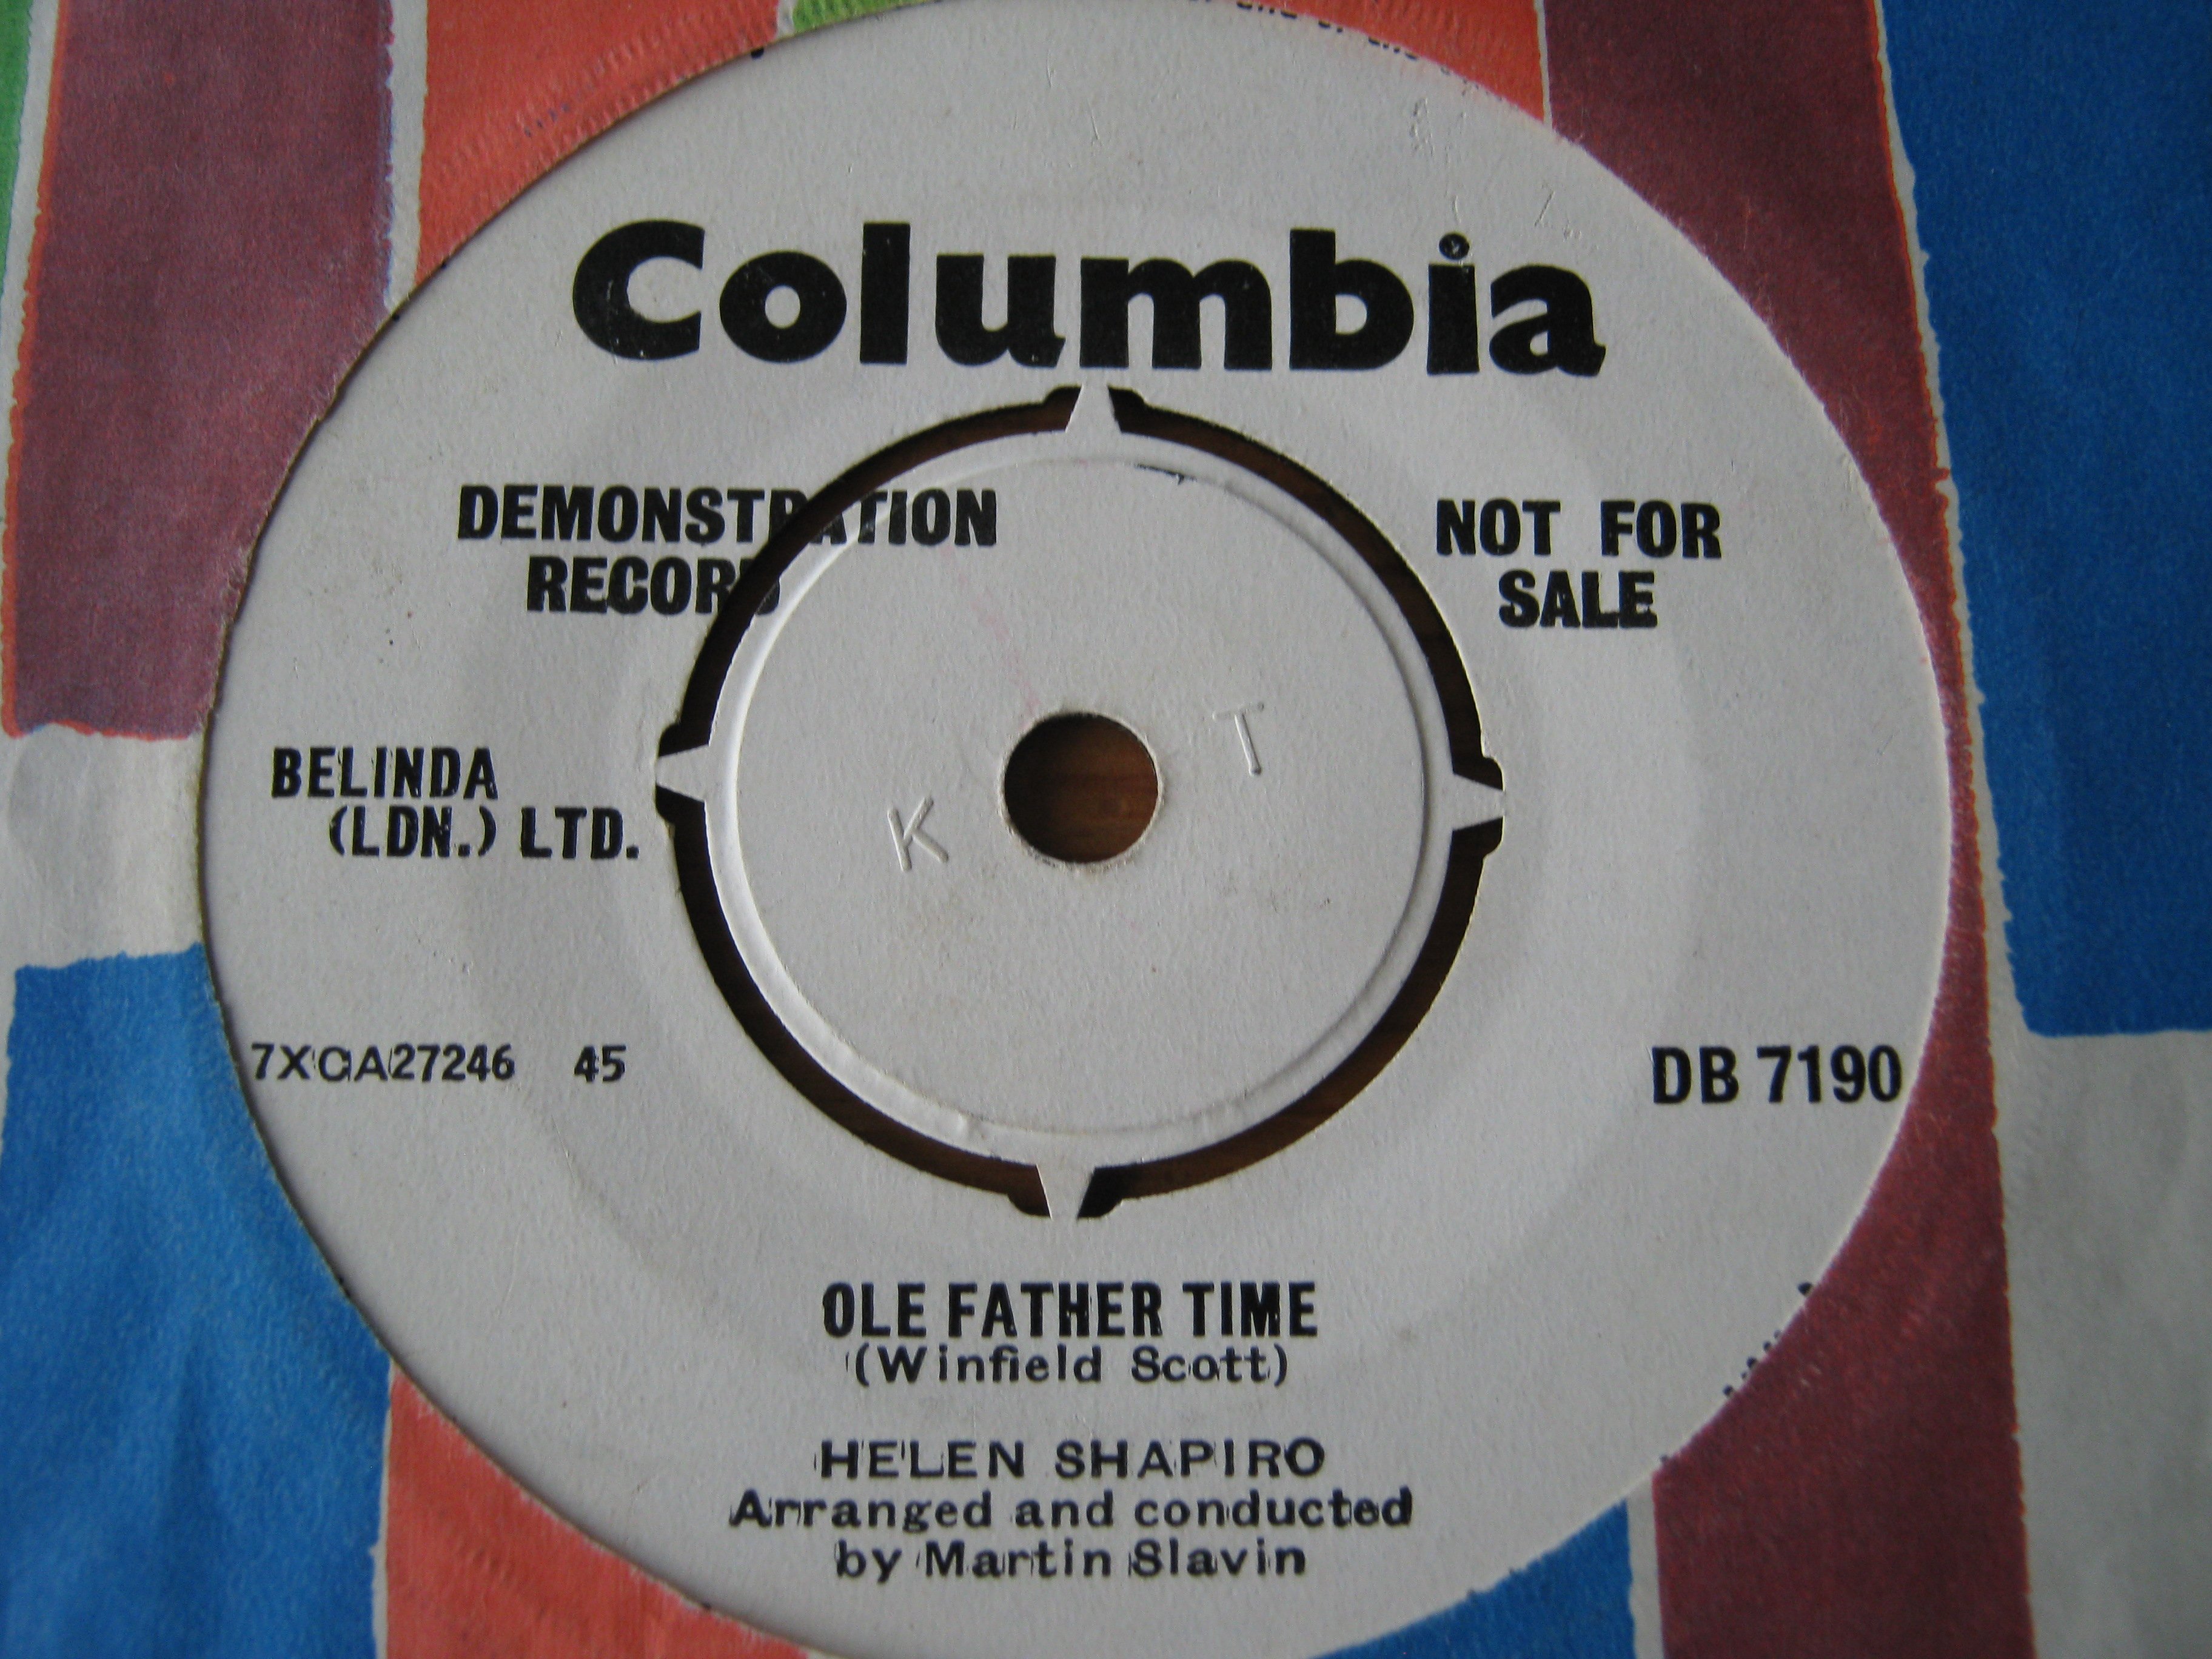 Columbia
DEMONSTRATION
RECORD
NOT FOR
SALE
BELINDA
(LDN.) LTD.
K T
7XCA27246 45
DB 7190
OLE FATHER TIME
(Winfield Scott)
HELEN SHAPIRO
Arranged and conducted
by Martin Slavin